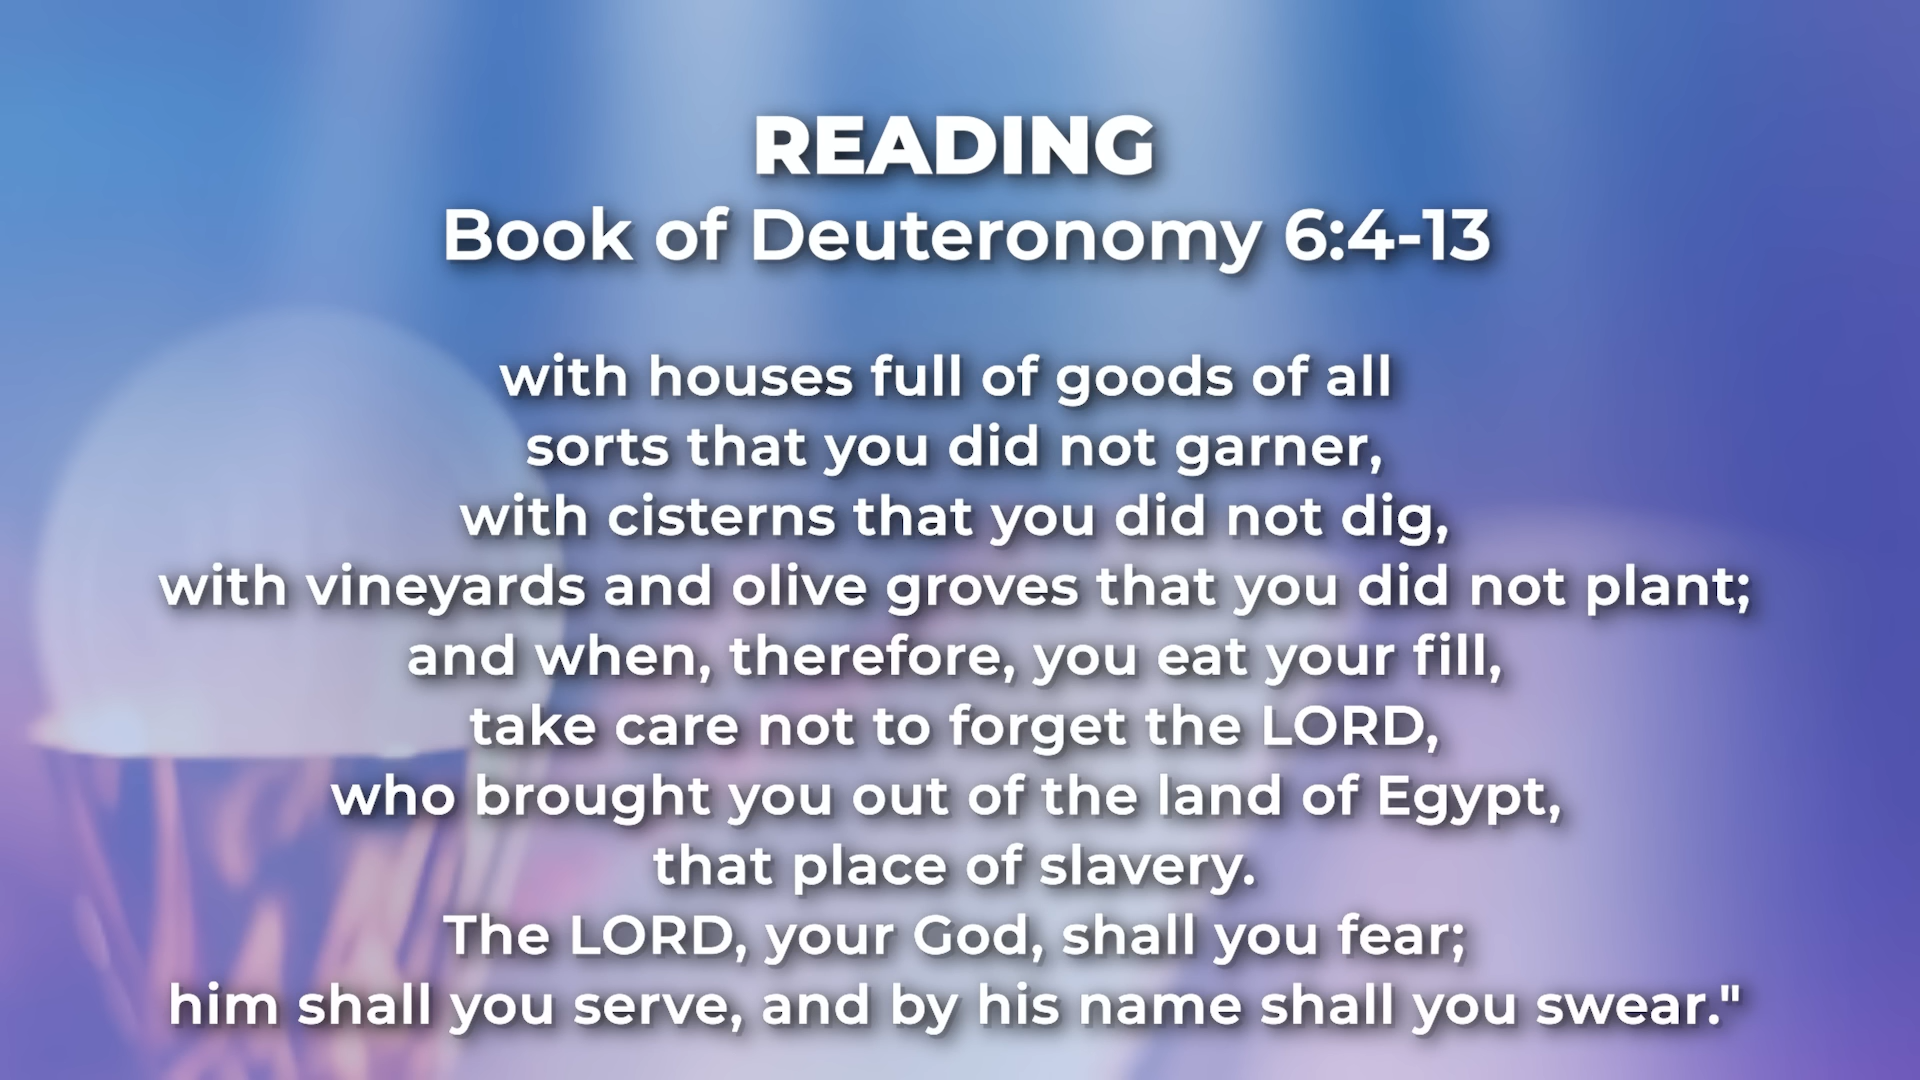 READING
Book of Deuteronomy 6:4-13
with houses full of goods of all
sorts that you did not garner,
with cisterns that you did not dig,
with vineyards and olive groves that you did not plant;
and when, therefore, you eat your fill,
take care not to forget the LORD,
who brought you out of the land of Egypt,
that place of slavery.
The LORD, your God, shall you fear;
him shall you serve, and by his name shall you swear."